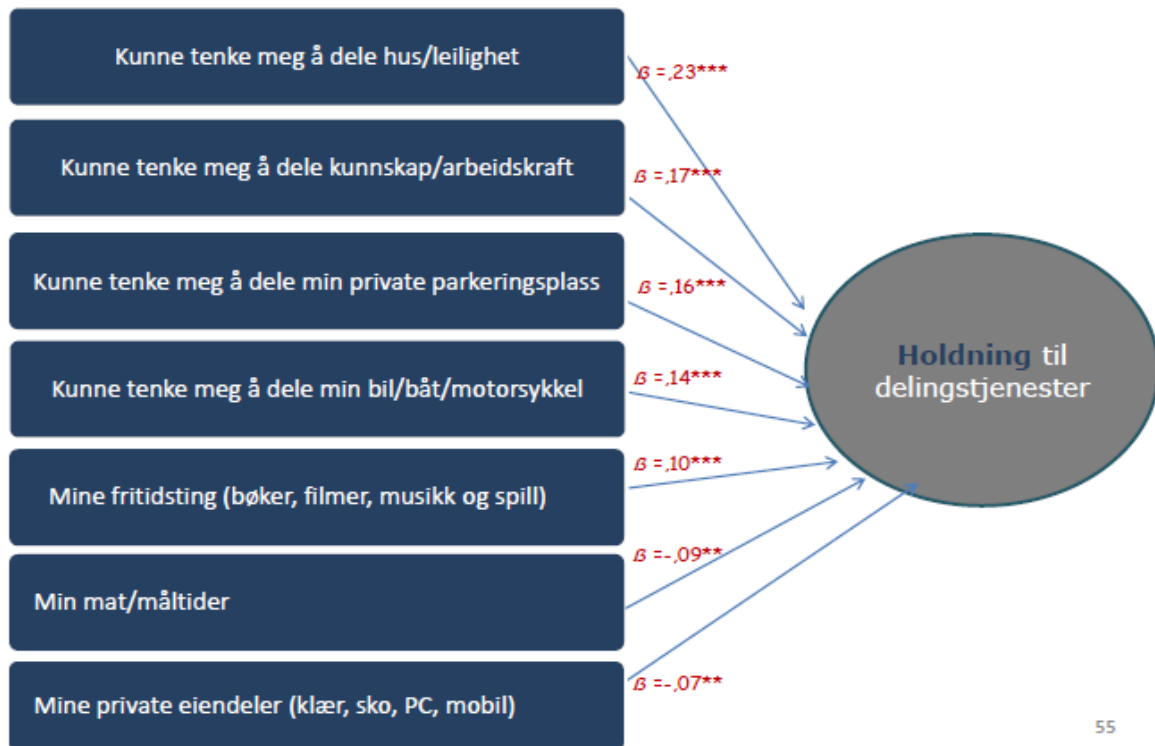 Kunne tenke meg å dele hus/leilighet
ß =,23***
Kunne tenke meg å dele kunnskap/arbeidskraft
ß =,17***
Kunne tenke meg å dele min private parkeringsplass
ß =,16***
Kunne tenke meg å dele min bil/båt/motorsykkel
ß =,14***
Holdning til
delingstjenester
Mine fritidsting (bøker, filmer, musikk og spill)
ß =,10***
Min mat/måltider
ß =-,09**
Mine private eiendeler (klær, sko, PC, mobil)
ß =-,07**
55